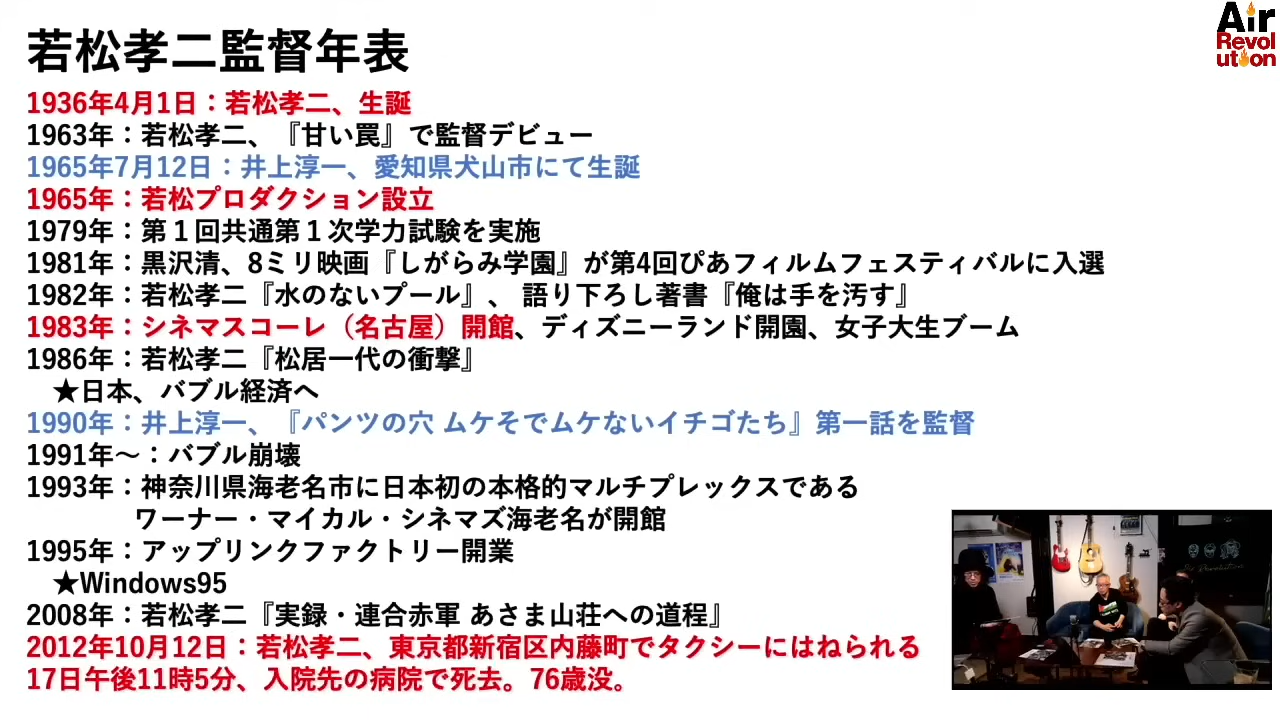 若松孝二監督年表
Air
Revol
ution
1936年4月1日：若松孝二、生誕
1963年：若松孝二、『甘い罠』で監督デビュー
1965年7月12日：井上淳一、愛知県犬山市にて生誕
1965年：若松プロダクション設立
1979年：第１回共通第１次学力試験を実施
1981年：黒沢清、8ミリ映画『しがらみ学園』が第4回ぴあフィルムフェスティバルに入選
1982年：若松孝二『水のないプール』、 語り下ろし著書『俺は手を汚す』
1983年：シネマスコーレ（名古屋）開館、ディズニーランド開園、女子大生ブーム
1986年：若松孝二『松居一代の衝撃』
★日本、バブル経済へ
1990年：井上淳一、『パンツの穴 ムケそでムケないイチゴたち』第一話を監督
1991年～：バブル崩壊
1993年：神奈川県海老名市に日本初の本格的マルチプレックスである
ワーナー・マイカル・シネマズ海老名が開館
1995年：アップリンクファクトリー開業
★Windows95
2008年：若松孝二『実録・連合赤軍 あさま山荘への道程』
2012年10月12日：若松孝二、東京都新宿区内藤町でタクシーにはねられる
17日午後11時5分、入院先の病院で死去。76歳没。
Air Revolution